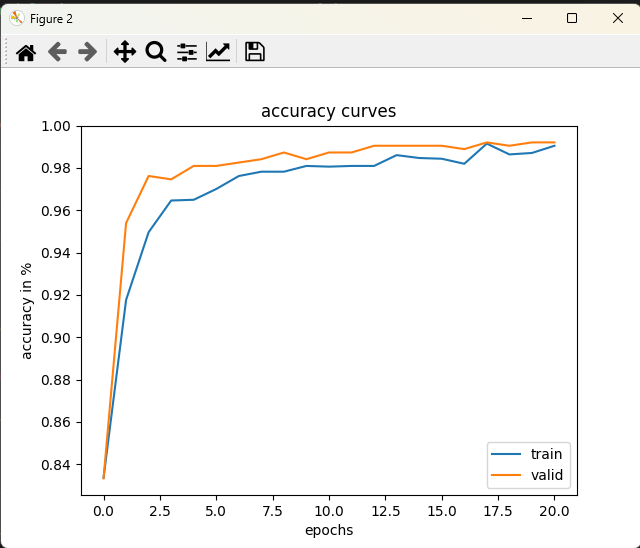 Figure 2
accuracy curves
1.00
0.98
0.96
0.94
0.92
0.90
0.88
0.86
0.84
accuracy in %
train
valid
0.0 2.5 5.0 7.5 10.0 12.5 15.0 17.5 20.0
epochs